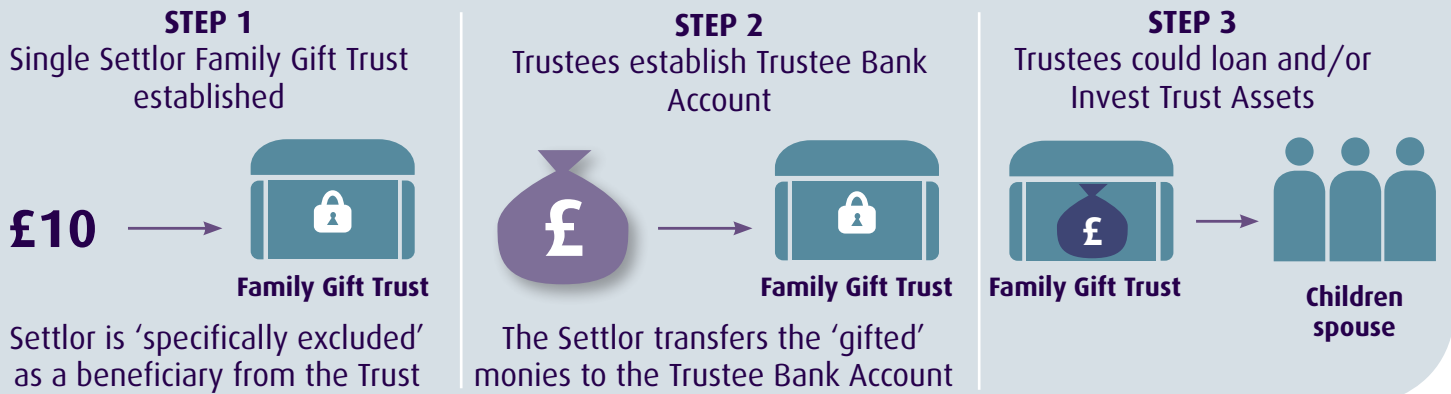 STEP 1
Single Settlor Family Gift Trust
established
£10
Family Gift Trust
Settlor is ‘specifically excluded’
as a beneficiary from the Trust
STEP 2
Trustees establish Trustee Bank
Account
£
Family Gift Trust
The Settlor transfers the ‘gifted’
monies to the Trustee Bank Account
STEP 3
Trustees could loan and/or
Invest Trust Assets
£
Family Gift Trust
Children
spouse